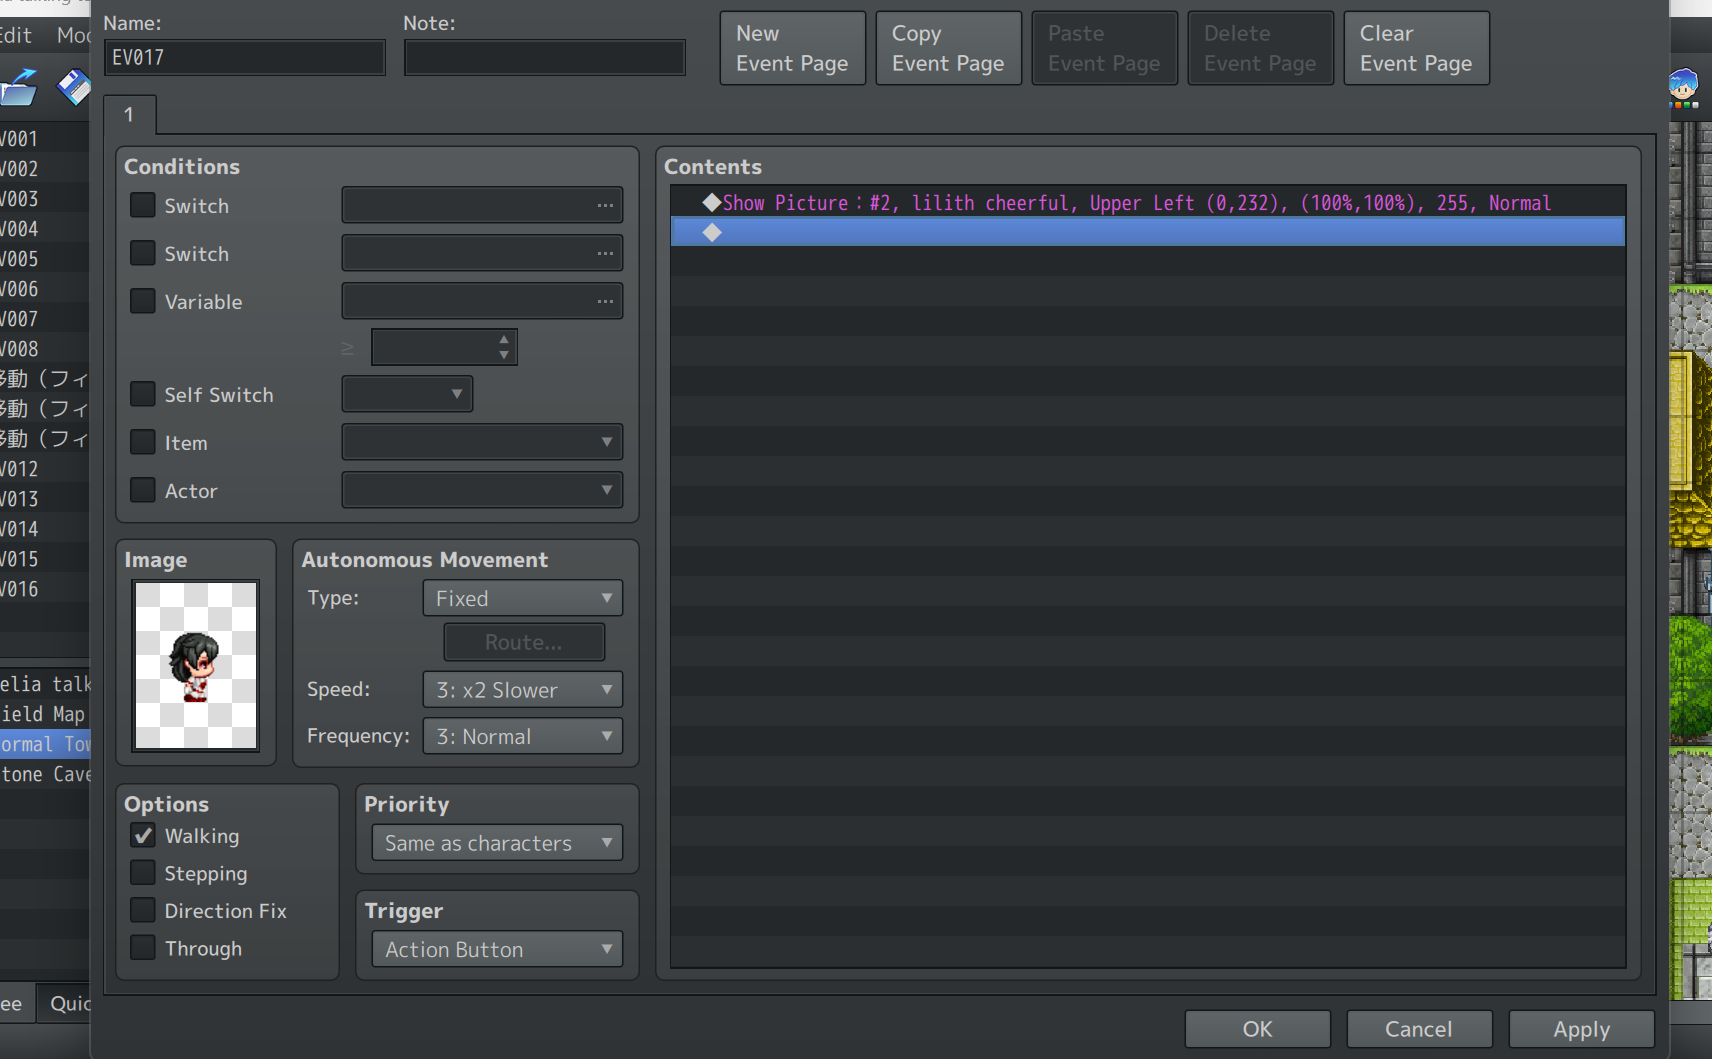 Name:
Note:
EV017
New
Event Page
Copy
Event Page
Paste
Event Page
Delete
Event Page
Clear
Event Page
Edit
1
V001
V002
V003
V004
V005
V006
V007
V008
移動（フィ
移動（フィ
移動（フィ
V012
V013
V014
V015
V016
elia talk
ield Map
ormal Tow
tone Cave
ee
Quic
Conditions
Switch
...
Switch
...
Variable
...
≥
Self Switch
Item
Actor
Image
Autonomous Movement
Type:
Fixed
Route...
Speed:
3: x2 Slower
Frequency:
3: Normal
Options
Walking
Stepping
Direction Fix
Through
Priority
Same as characters
Trigger
Action Button
Contents
◆Show Picture：#2, lilith cheerful, Upper Left (0,232), (100%,100%), 255, Normal
◆
OK
Cancel
Apply